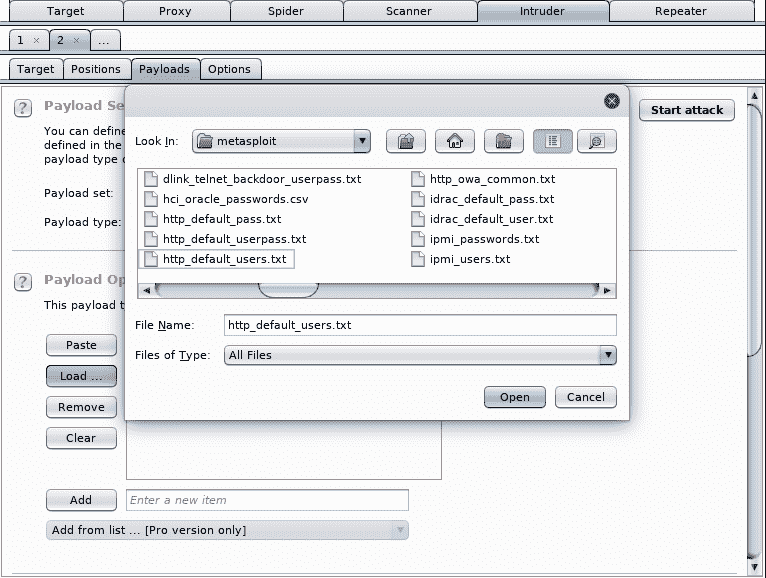 Target Proxy Spider Scanner Intruder Repeater
1 × 2 × ...
Target Positions Payloads Options
? Payload Se
Start attack
You can define
defined in the
payload type
Payload set:
Payload type:
Look In: metasploit
dlink_telnet_backdoor_userpass.txt http_owa_common.txt
hci_oracle_passwords.csv idrac_default_pass.txt
http_default_pass.txt idrac_default_user.txt
http_default_userpass.txt ipmi_passwords.txt
http_default_users.txt ipmi_users.txt
? Payload Op
This payload t
File Name: http_default_users.txt
Files of Type: All Files
Open Cancel
Paste
Load ...
Remove
Clear
Add Enter a new item
Add from list ... [Pro version only]